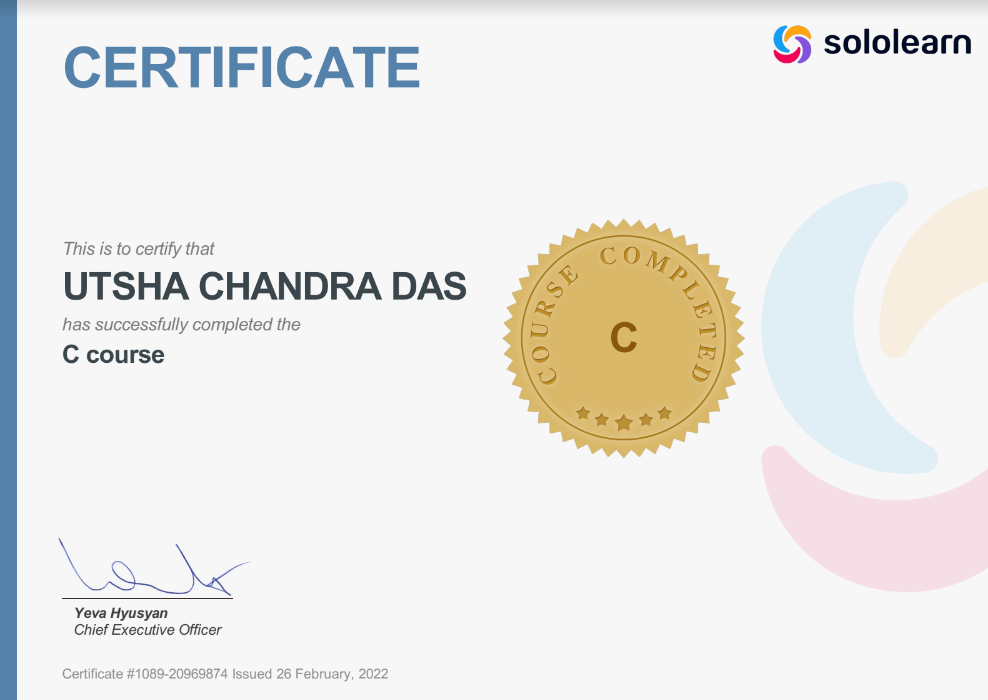 CERTIFICATE
sololearn
This is to certify that
UTSHA CHANDRA DAS
has successfully completed the
C course
COURSE COMPLETED
C
Yeva Hyusyan
Chief Executive Officer
Certificate #1089-20969874 Issued 26 February, 2022